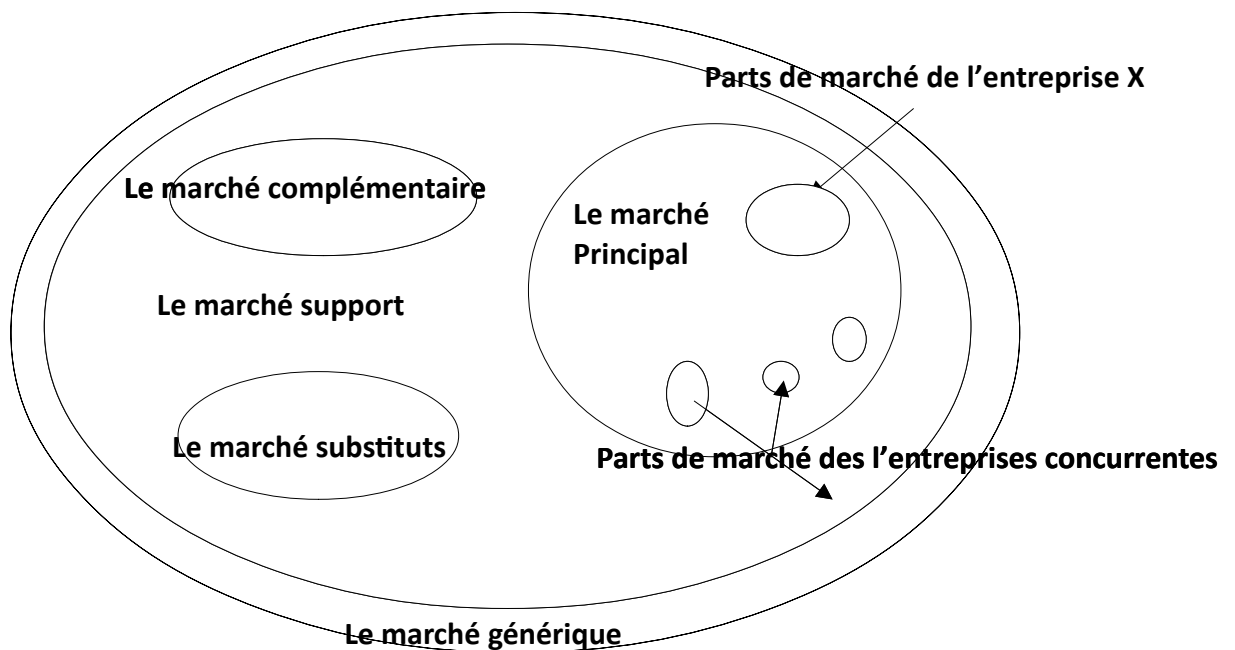 Parts de marché de l’entreprise X
Le marché complémentaire
Le marché
Principal
Le marché support
Le marché substituts
Parts de marché des l’entreprises concurrentes
Le marché générique